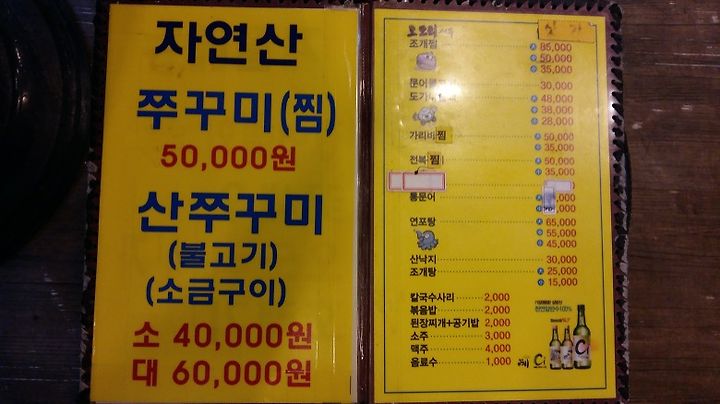 자연산
쭈꾸미(찜)
50,000원
산쭈꾸미
(불고기)
(소금구이)
소 40,000원
대 60,000원
조개찜 85,000
50,000
35,000
30,000
48,000
38,000
28,000
가리비찜 50,000
35,000
전복찜 50,000
35,000
통문어
연포탕 65,000
55,000
45,000
산낙지 30,000
조개탕 25,000
15,000
칼국수사리 2,000
볶음밥 2,000
된장찌개+공기밥 2,000
소주 3,000
맥주 4,000
음료수 1,000